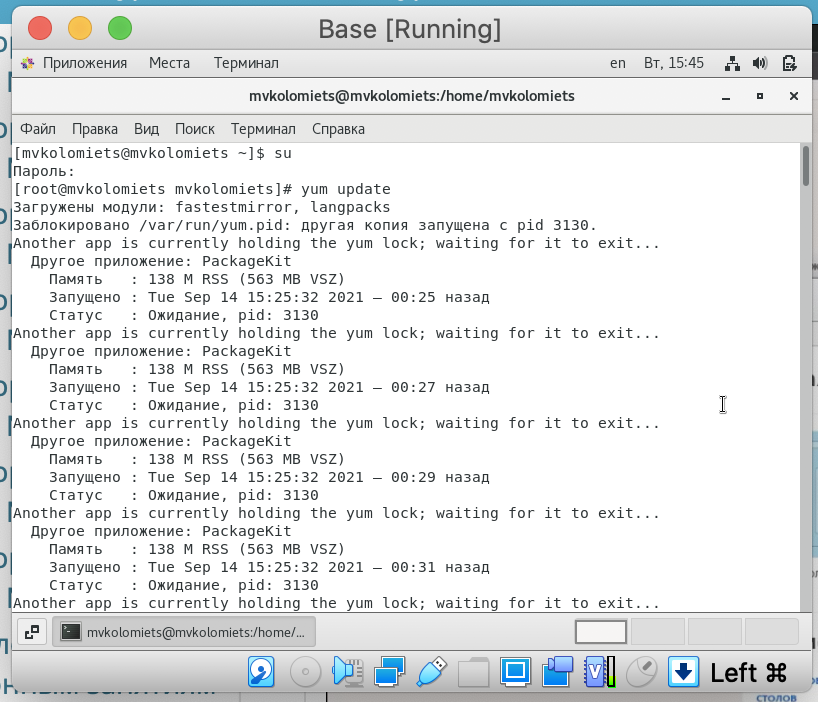 Base [Running]
Приложения Места Терминал en Вт, 15:45
mvkolomiets@mvkolomiets:/home/mvkolomiets
Файл Правка Вид Поиск Терминал Справка
[mvkolomiets@mvkolomiets ~]$ su
Пароль:
[root@mvkolomiets mvkolomiets]# yum update
Загружены модули: fastestmirror, langpacks
Заблокировано /var/run/yum.pid: другая копия запущена с pid 3130.
Another app is currently holding the yum lock; waiting for it to exit...
Другое приложение: PackageKit
Память : 138 M RSS (563 MB VSZ)
Запущено : Tue Sep 14 15:25:32 2021 — 00:25 назад
Статус : Ожидание, pid: 3130
Another app is currently holding the yum lock; waiting for it to exit...
Другое приложение: PackageKit
Память : 138 M RSS (563 MB VSZ)
Запущено : Tue Sep 14 15:25:32 2021 — 00:27 назад
Статус : Ожидание, pid: 3130
Another app is currently holding the yum lock; waiting for it to exit...
Другое приложение: PackageKit
Память : 138 M RSS (563 MB VSZ)
Запущено : Tue Sep 14 15:25:32 2021 — 00:29 назад
Статус : Ожидание, pid: 3130
Another app is currently holding the yum lock; waiting for it to exit...
Другое приложение: PackageKit
Память : 138 M RSS (563 MB VSZ)
Запущено : Tue Sep 14 15:25:32 2021 — 00:31 назад
Статус : Ожидание, pid: 3130
Another app is currently holding the yum lock; waiting for it to exit...
mvkolomiets@mvkolomiets:/home/...
Left ⌘
столов